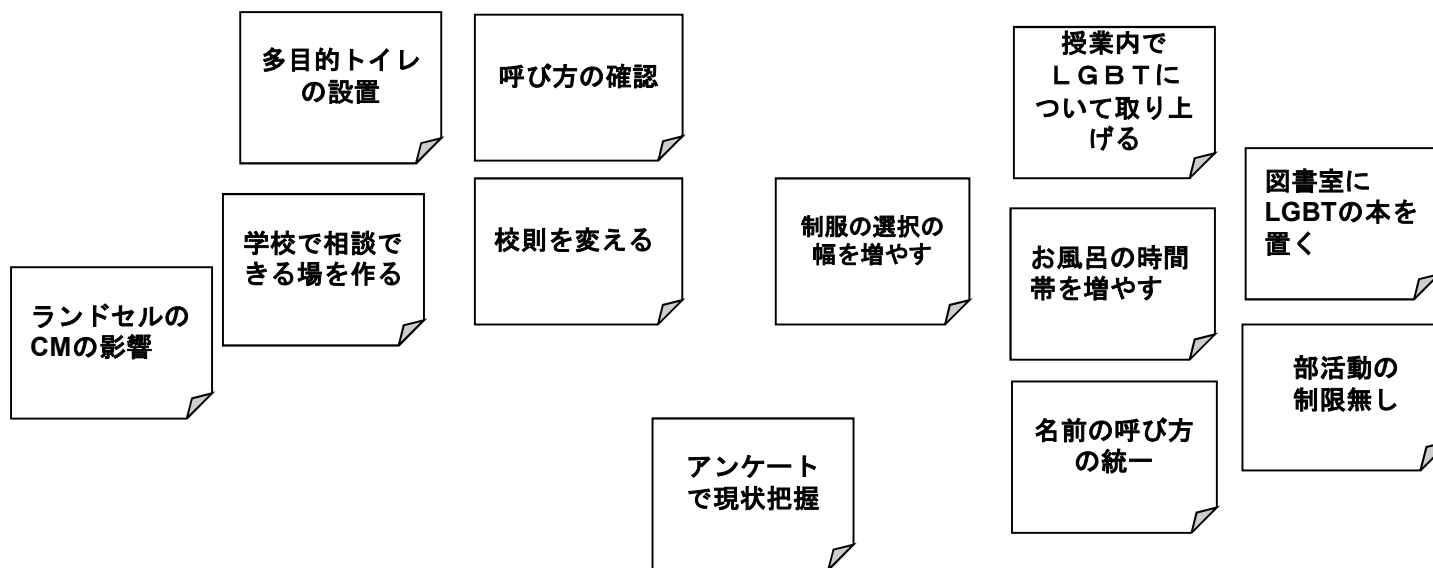 多目的トイレ
の設置
呼び方の確認
授業内で
ＬＧＢＴに
ついて取り上
げる
図書室に
LGBTの本を
置く
学校で相談で
きる場を作る
校則を変える
制服の選択の
幅を増やす
お風呂の時間
帯を増やす
ランドセルの
CMの影響
部活動の
制限無し
名前の呼び方
の統一
アンケート
で現状把握